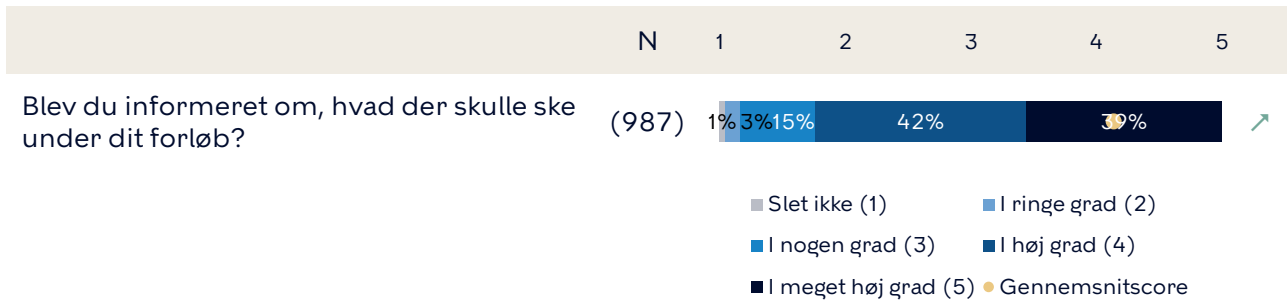 N 1 2 3 4 5
Blev du informeret om, hvad der skulle ske
under dit forløb?
(987) 1% 3% 15% 42% 39%
Slet ikke (1) I ringe grad (2)
I nogen grad (3) I høj grad (4)
I meget høj grad (5) Gennemsnitscore